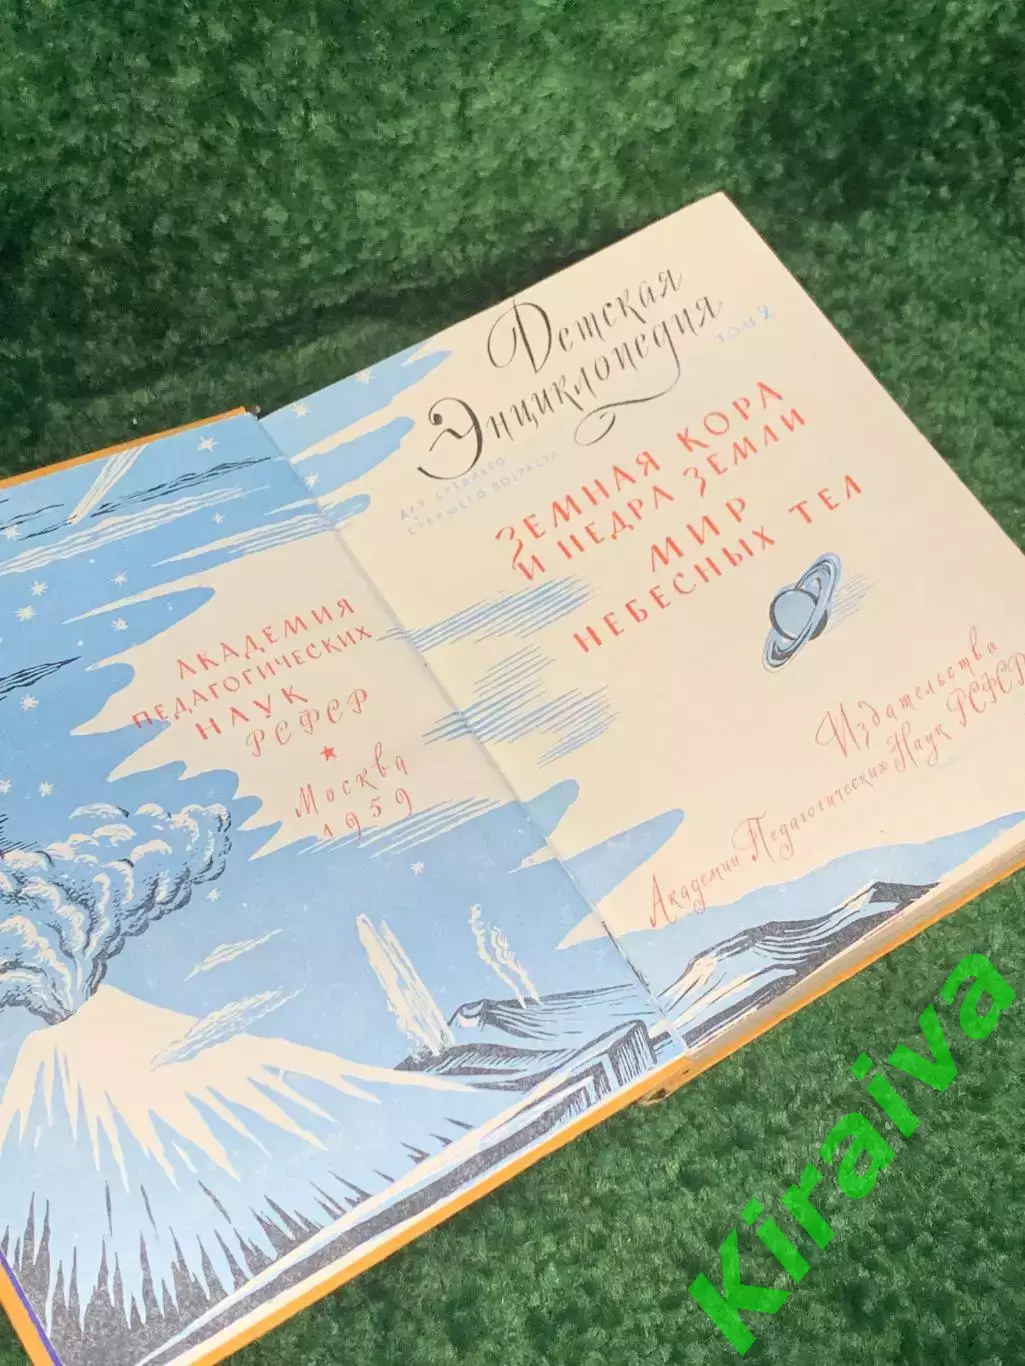 АКАДЕМИЯ
ПЕДАГОГИЧЕСКИХ
НАУК
РСФСР
Москва
1959
Детская
Энциклопедия
ТОМ 2
ДЛЯ СРЕДНЕГО
СТАРШЕГО ВОЗРАСТА
ЗЕМНАЯ КОРА
И НЕДРА ЗЕМЛИ
МИР
НЕБЕСНЫХ ТЕЛ
Издательство
Академии Педагогических Наук РСФСР
Kiraiva